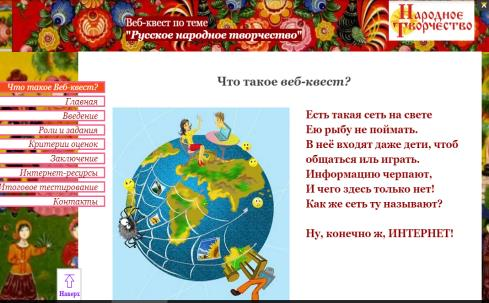 Веб-квест по теме
"Русское народное творчество"
Народное
Творчество
Что такое Веб-квест?
Главная
Введение
Роли и задания
Критерии оценок
Заключение
Интернет-ресурсы
Итоговое тестирование
Контакты
Наверх
Что такое веб-квест?
Есть такая сеть на свете
Ею рыбу не поймать.
В неё входят даже дети, чтоб
общаться иль играть.
Информацию черпают,
И чего здесь только нет!
Как же сеть ту называют?
Ну, конечно ж, ИНТЕРНЕТ!